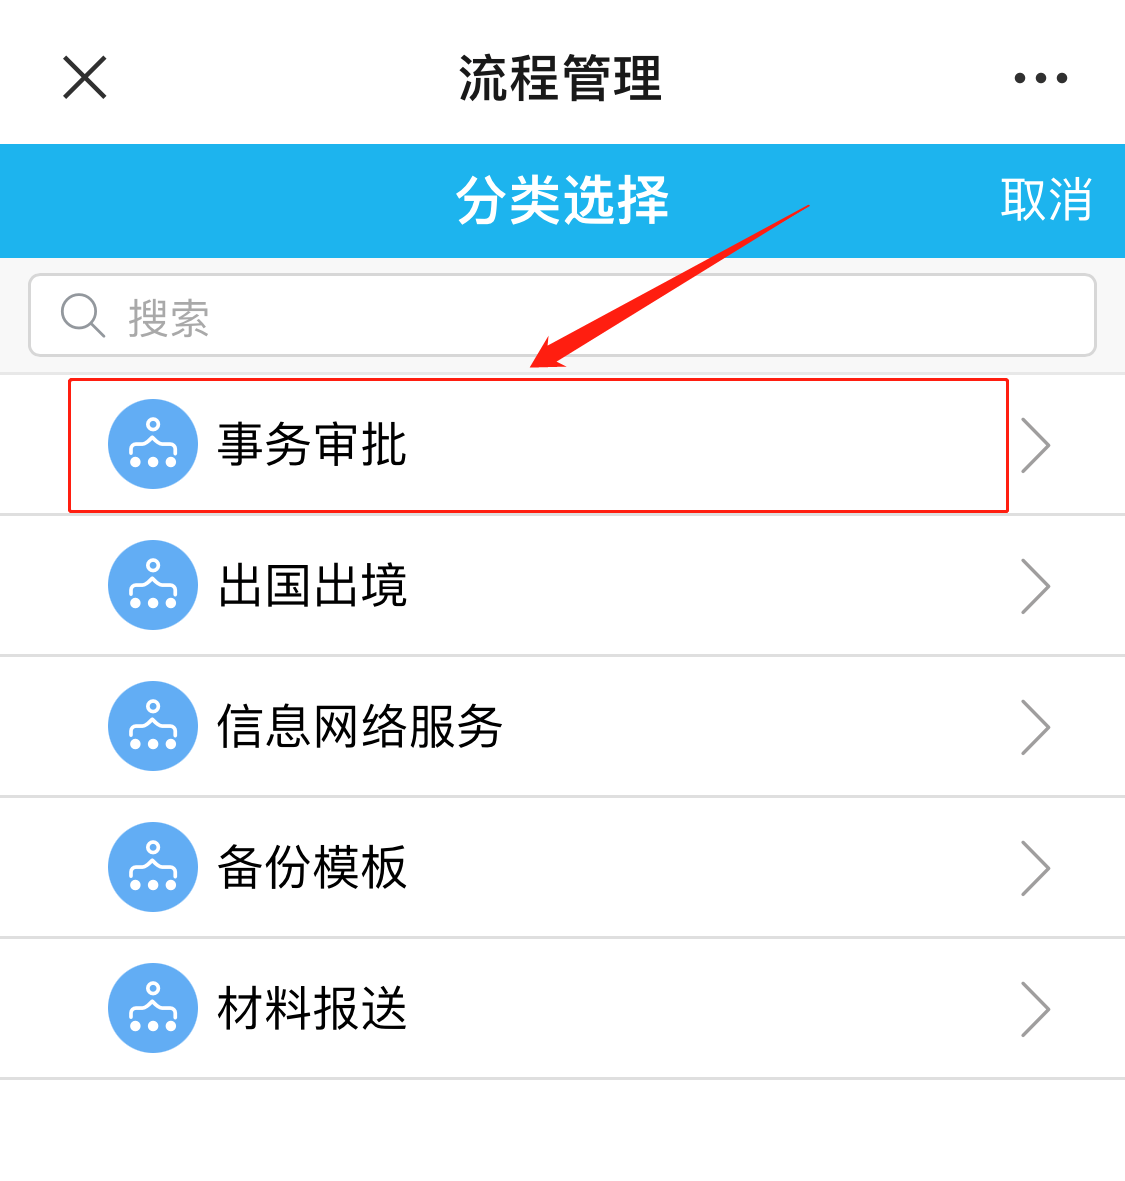 流程管理
分类选择
取消
搜索
事务审批
出国出境
信息网络服务
备份模板
材料报送